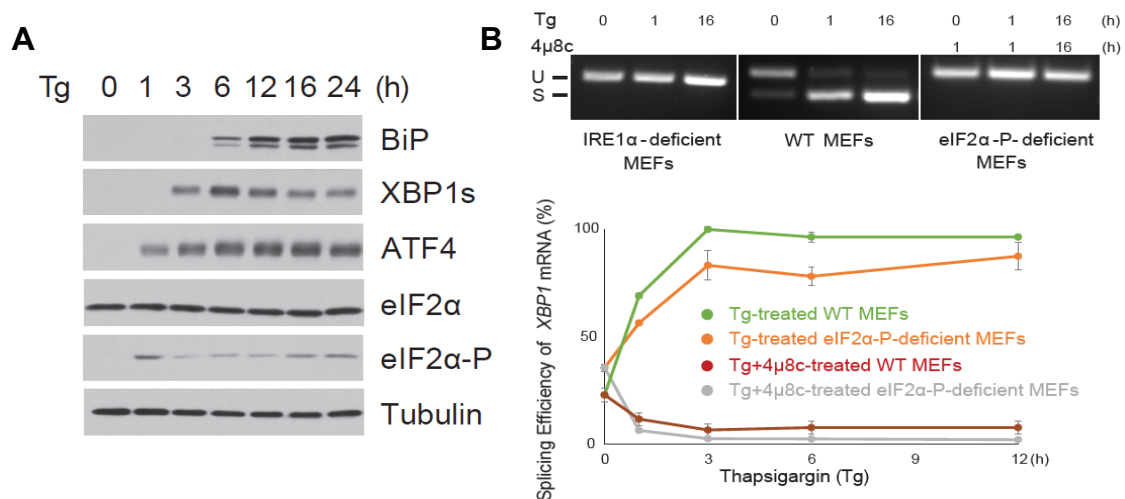 A
Tg 0 1 3 6 12 16 24 (h)
BiP
XBP1s
ATF4
eIF2α
eIF2α-P
Tubulin
B
Tg 0 1 16 0 1 16 0 1 16 (h)
4µ8c 1 1 16 (h)
U
S
IRE1α-deficient
MEFs
WT MEFs
eIF2α-P-deficient
MEFs
Splicing Efficiency of XBP1 mRNA (%)
100
50
0
Tg-treated WT MEFs
Tg-treated eIF2α-P-deficient MEFs
Tg+4µ8c-treated WT MEFs
Tg+4µ8c-treated eIF2α-P-deficient MEFs
0 3 6 9 12 (h)
Thapsigargin (Tg)